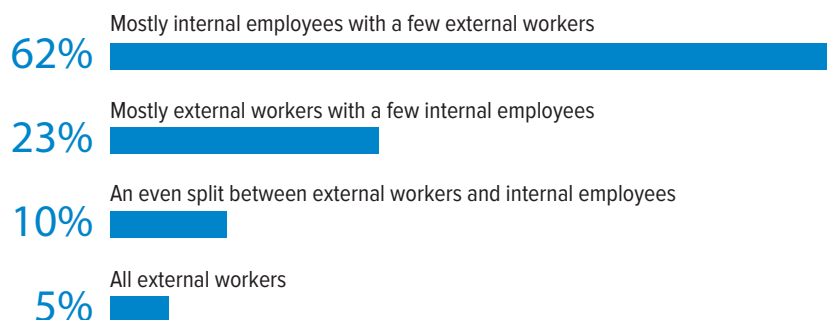 Mostly internal employees with a few external workers
62%
Mostly external workers with a few internal employees
23%
An even split between external workers and internal employees
10%
All external workers
5%